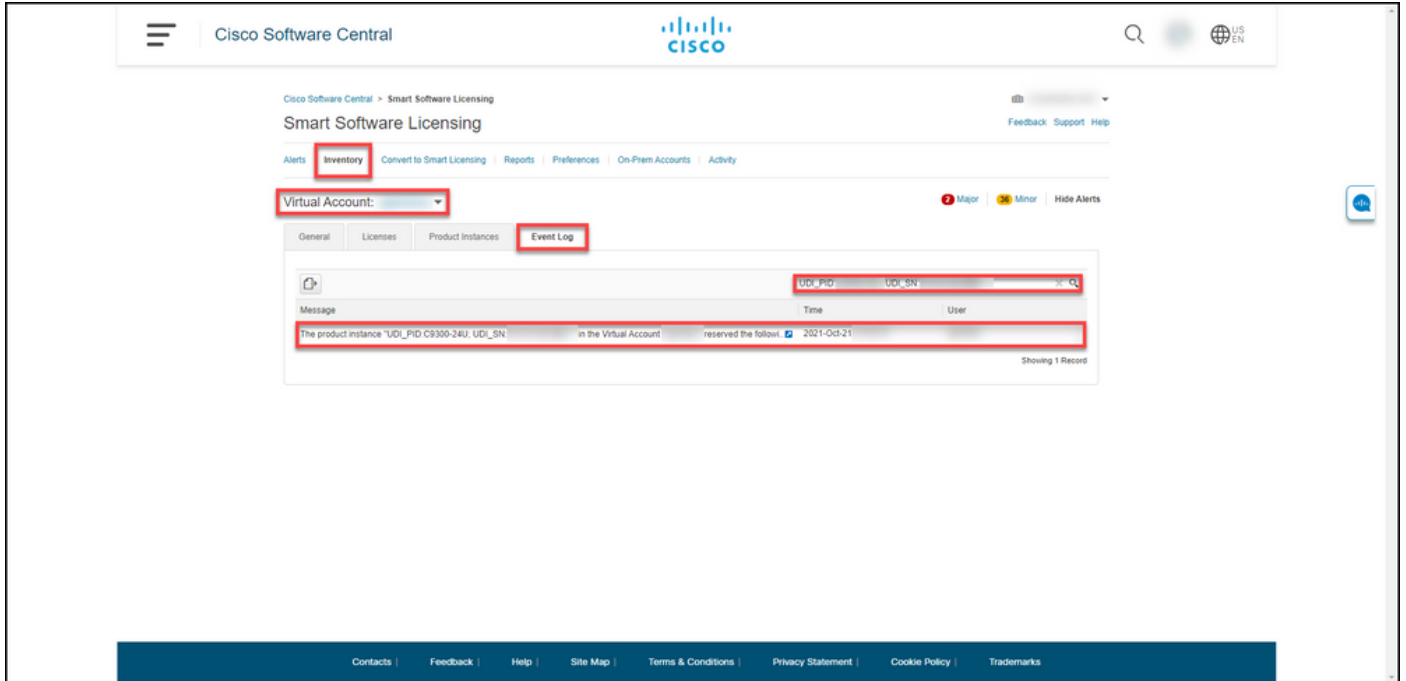 Cisco Software Central
CISCO
US
EN
Cisco Software Central > Smart Software Licensing
Smart Software Licensing
Feedback Support Help
Alerts Inventory Convert to Smart Licensing | Reports | Preferences | On-Prem Accounts | Activity
Virtual Account:
2 Major | 36 Minor | Hide Alerts
General Licenses Product Instances Event Log
UDI_PID: UDI_SN:
Message Time User
The product instance "UDI_PID:C9300-24U; UDI_SN: in the Virtual Account reserved the followi... 2021-Oct-21
Showing 1 Record
Contacts | Feedback | Help | Site Map | Terms & Conditions | Privacy Statement | Cookie Policy | Trademarks